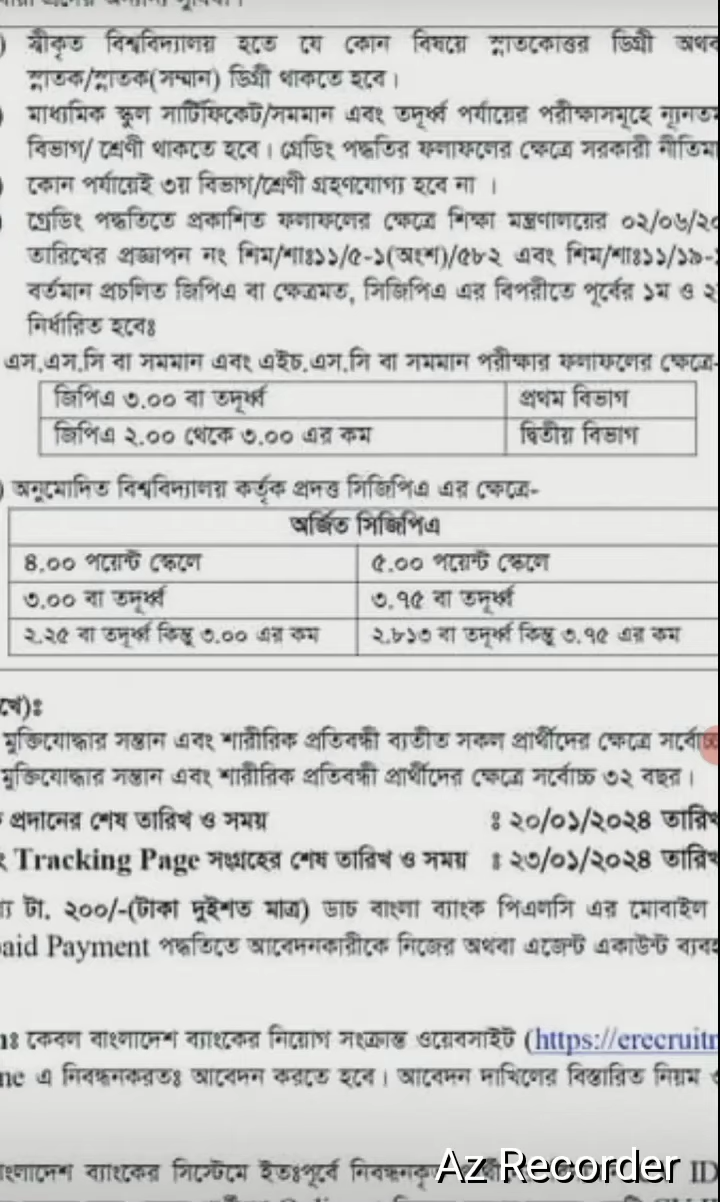 স্বীকৃত বিশ্ববিদ্যালয় হতে যে কোন বিষয়ে স্নাতকোত্তর ডিগ্রী অথব
স্নাতক/স্নাতক(সম্মান) ডিগ্রী থাকতে হবে।
মাধ্যমিক স্কুল সার্টিফিকেট/সমমান এবং তদূর্ধ্ব পর্যায়ের পরীক্ষাসমূহে ন্যূনতম
বিভাগ/ শ্রেণী থাকতে হবে। গ্রেডিং পদ্ধতির ফলাফলের ক্ষেত্রে সরকারী নীতিমা
কোন পর্যায়েই ৩য় বিভাগ/শ্রেণী গ্রহণযোগ্য হবে না ।
গ্রেডিং পদ্ধতিতে প্রকাশিত ফলাফলের ক্ষেত্রে শিক্ষা মন্ত্রণালয়ের ০২/০৬/২০
তারিখের প্রজ্ঞাপন নং শিম/শাঃ১১/৫-১(অংশ)/৫৮২ এবং শিম/শাঃ১১/১৯-
বর্তমান প্রচলিত জিপিএ বা ক্ষেত্রমত, সিজিপিএ এর বিপরীতে পূর্বের ১ম ও ২
নির্ধারিত হবেঃ
এস.এস.সি বা সমমান এবং এইচ.এস.সি বা সমমান পরীক্ষার ফলাফলের ক্ষেত্রে-
জিপিএ ৩.০০ বা তদূর্ধ্ব প্রথম বিভাগ
জিপিএ ২.০০ থেকে ৩.০০ এর কম দ্বিতীয় বিভাগ
) অনুমোদিত বিশ্ববিদ্যালয় কর্তৃক প্রদত্ত সিজিপিএ এর ক্ষেত্রে-
অর্জিত সিজিপিএ
৪.০০ পয়েন্ট স্কেলে ৫.০০ পয়েন্ট স্কেলে
৩.০০ বা তদূর্ধ্ব ৩.৭৫ বা তদূর্ধ্ব
২.২৫ বা তদূর্ধ্ব কিন্তু ৩.০০ এর কম ২.৮১৩ বা তদূর্ধ্ব কিন্তু ৩.৭৫ এর কম
খে)ঃ
মুক্তিযোদ্ধার সন্তান এবং শারীরিক প্রতিবন্ধী ব্যতীত সকল প্রার্থীদের ক্ষেত্রে সর্বোচ্চ
মুক্তিযোদ্ধার সন্তান এবং শারীরিক প্রতিবন্ধী প্রার্থীদের ক্ষেত্রে সর্বোচ্চ ৩২ বছর।
প্রদানের শেষ তারিখ ও সময় ঃ ২০/০১/২০২৪ তারিখ
Tracking Page সংগ্রহের শেষ তারিখ ও সময় ঃ ২৩/০১/২০২৪ তারিখ
টা. ২০০/-(টাকা দুইশত মাত্র) ডাচ বাংলা ব্যাংক পিএলসি এর মোবাইল
aid Payment পদ্ধতিতে আবেদনকারীকে নিজের অথবা এজেন্ট একাউন্ট ব্যবহ
ঃ কেবল বাংলাদেশ ব্যাংকের নিয়োগ সংক্রান্ত ওয়েবসাইট (https://erecruitr
ne এ নিবন্ধনকরতঃ আবেদন করতে হবে। আবেদন দাখিলের বিস্তারিত নিয়ম
বাংলাদেশ ব্যাংকের সিস্টেমে ইতঃপূর্বে নিবন্ধনকৃত ID
Az Recorder